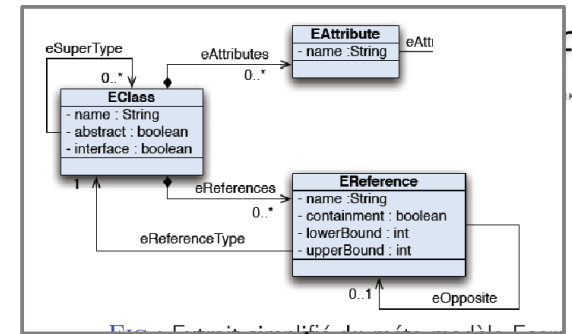 EAttribute
- name :String
eAttributes
0..*
eSuperType
0..*
EClass
- name : String
- abstract : boolean
- interface : boolean
1
eReferences
0..*
EReference
- name :String
- containment : boolean
- lowerBound : int
- upperBound : int
eReferenceType
0..1
eOpposite